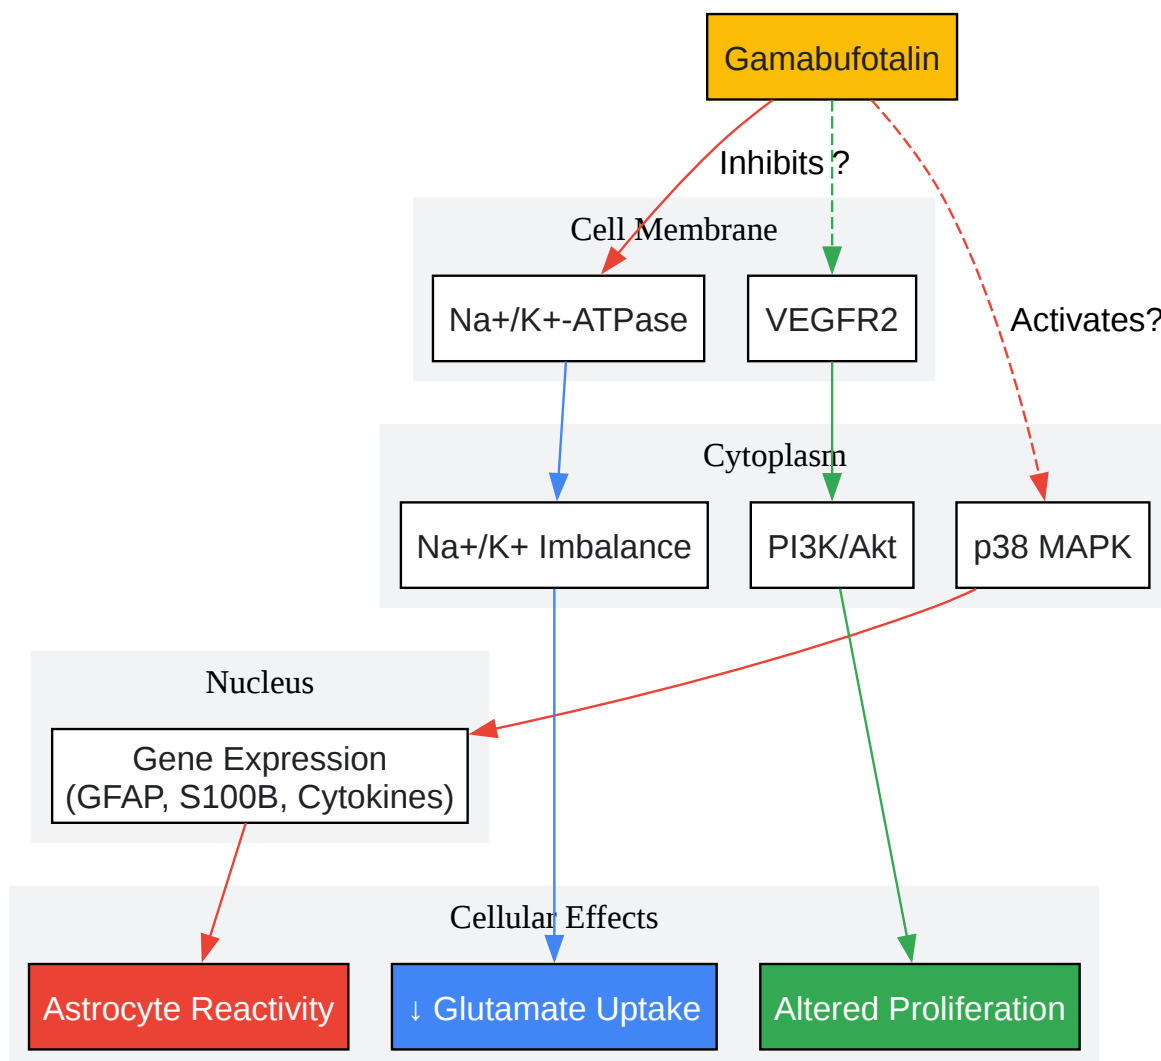 Gamabufotalin
Inhibits
?
Cell Membrane
Na+/K+-ATPase
VEGFR2
Activates?
Cytoplasm
Na+/K+ Imbalance
PI3K/Akt
p38 MAPK
Nucleus
Gene Expression
(GFAP, S100B, Cytokines)
Cellular Effects
Astrocyte Reactivity
↓ Glutamate Uptake
Altered Proliferation